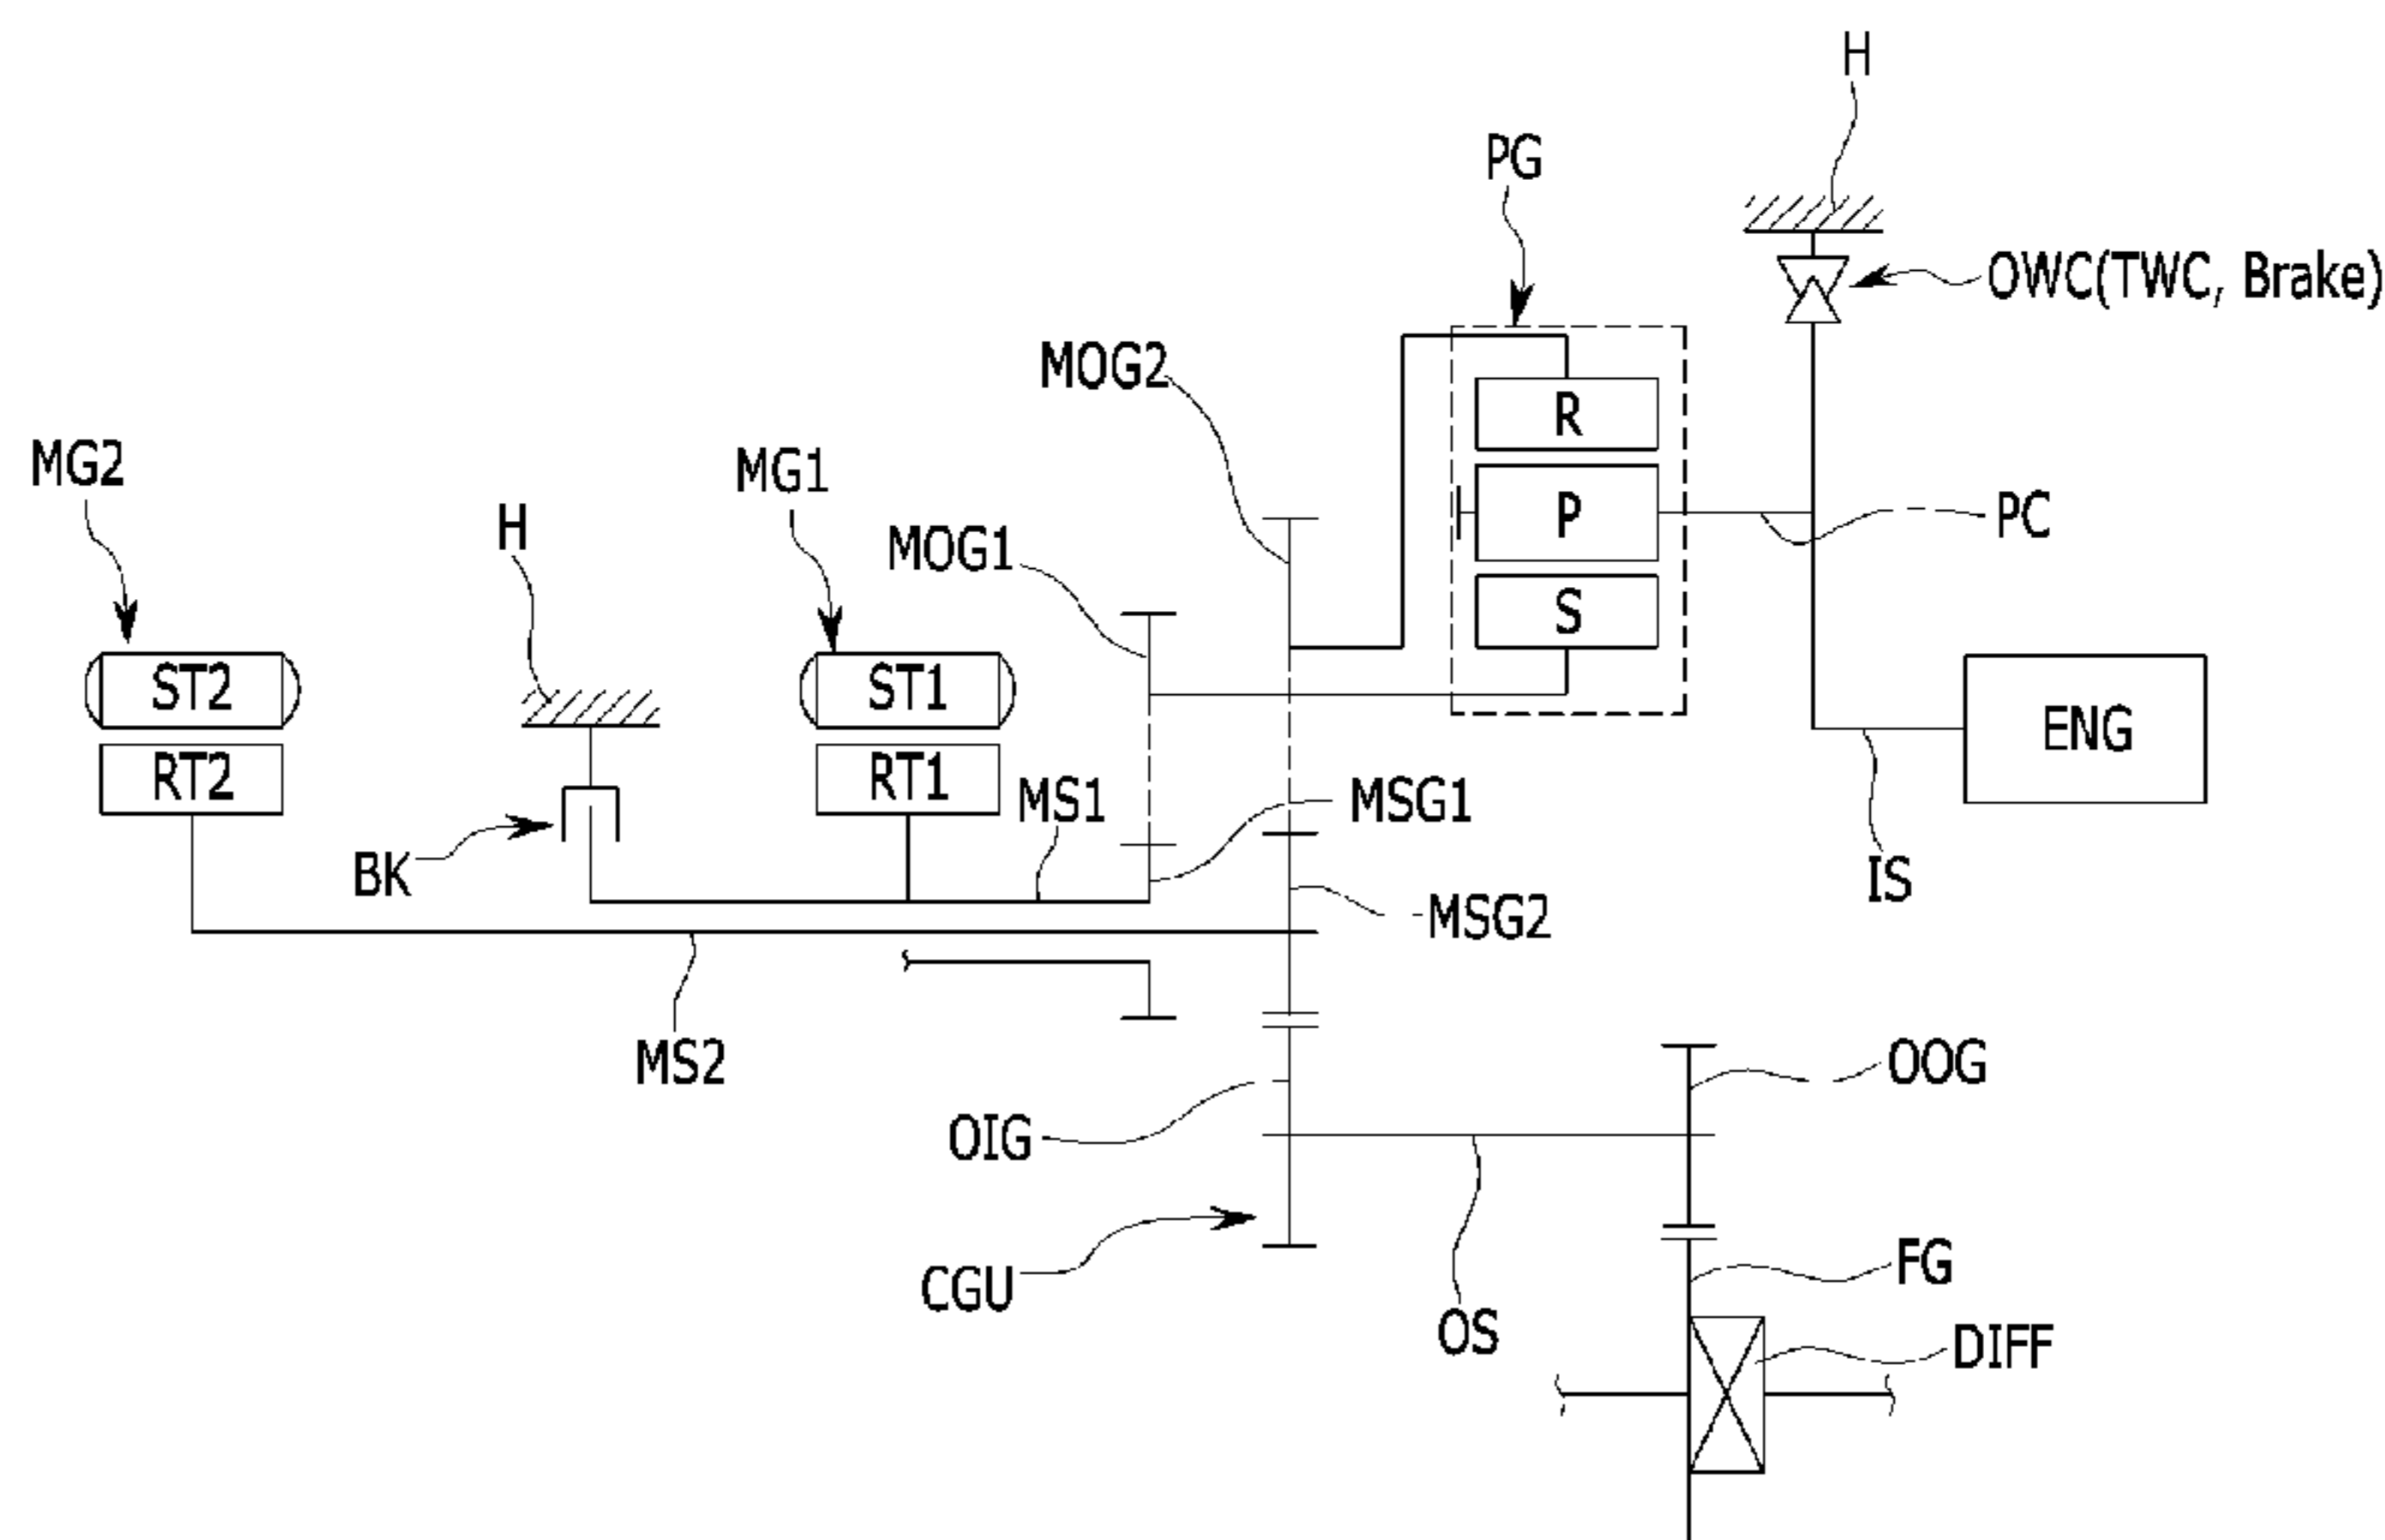 H
PG
OWC(TWC, Brake)
MOG2
R
MG2
MG1
H
MOG1
P
PC
S
ST2
ST1
ENG
RT2
RT1
MS1
MSG1
BK
IS
MSG2
MS2
OOG
OIG
FG
CGU
OS
DIFF